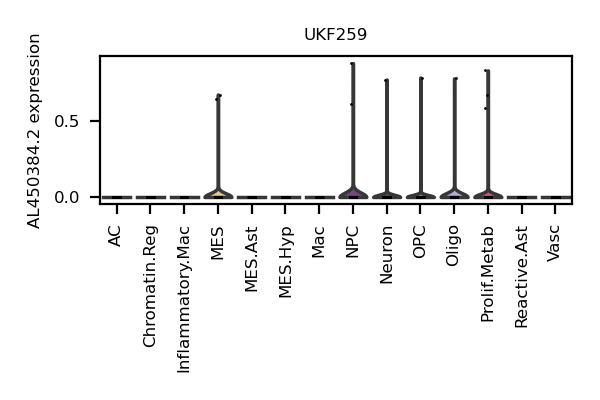 UKF259
AL450384.2 expression
0.5
0.0
AC
Chromatin.Reg
Inflammatory.Mac
MES
MES.Ast
MES.Hyp
Mac
NPC
Neuron
OPC
Oligo
Prolif.Metab
Reactive.Ast
Vasc